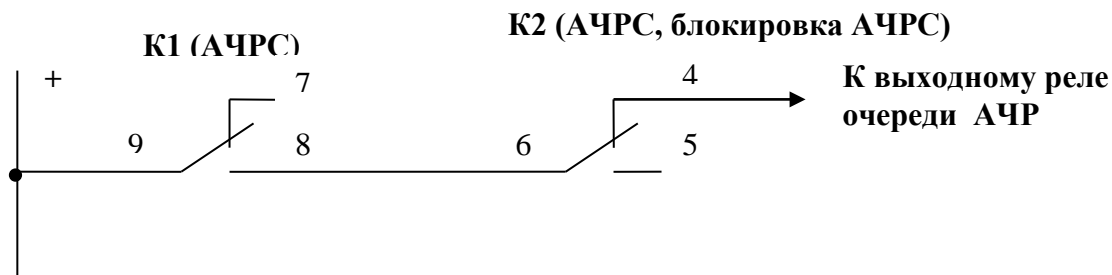 К2 (АЧРС, блокировка АЧРС)
К1 (АЧРС)
+
7
4
К выходному реле
очереди АЧР
9
8
6
5